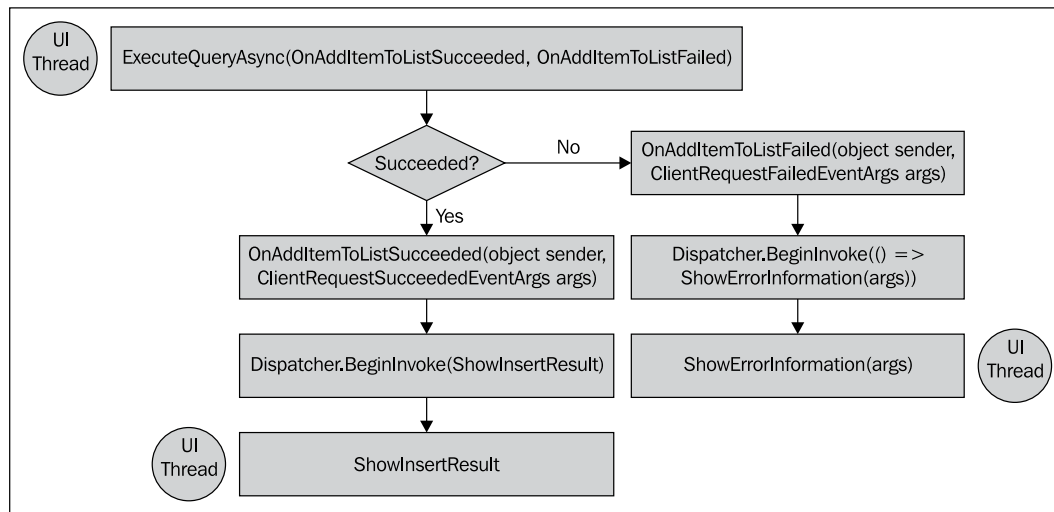 UI
Thread
ExecuteQueryAsync(OnAddItemToListSucceeded, OnAddItemToListFailed)
Succeeded?
No
OnAddItemToListFailed(object sender,
ClientRequestFailedEventArgs args)
Yes
OnAddItemToListSucceeded(object sender,
ClientRequestSucceededEventArgs args)
Dispatcher.BeginInvoke(() =>
ShowErrorInformation(args))
Dispatcher.BeginInvoke(ShowInsertResult)
ShowErrorInformation(args)
UI
Thread
UI
Thread
ShowInsertResult